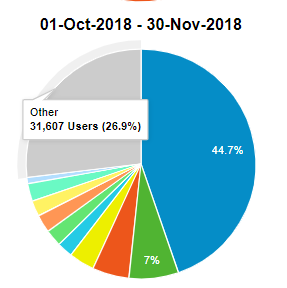 01-Oct-2018 - 30-Nov-2018
Other
31,607 Users (26.9%)
44.7%
7%